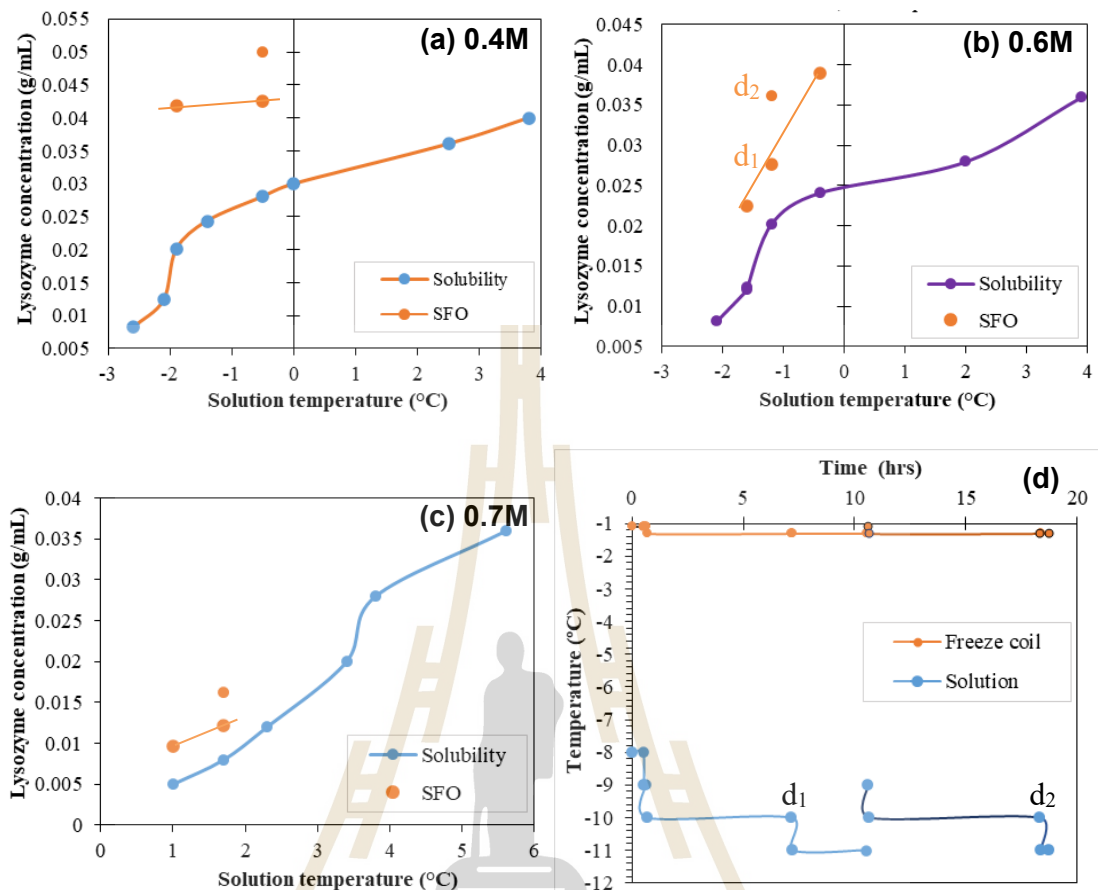 (a) 0.4M
Lysozyme concentration (g/mL)
0.055
0.05
0.045
0.04
0.035
0.03
0.025
0.02
0.015
0.01
0.005
-3 -2 -1 0 1 2 3 4
Solution temperature (°C)
Solubility
SFO
(b) 0.6M
Lysozyme concentration (g/mL)
0.045
0.04
0.035
0.03
0.025
0.02
0.015
0.01
0.005
-3 -2 -1 0 1 2 3 4
Solution temperature (°C)
d2
d1
Solubility
SFO
(c) 0.7M
Lysozyme concentration (g/mL)
0.04
0.035
0.03
0.025
0.02
0.015
0.01
0.005
0
0 1 2 3 4 5 6
Solution temperature (°C)
Solubility
SFO
Time (hrs)
(d)
0 5 10 15 20
Temperature (°C)
-1
-2
-3
-4
-5
-6
-7
-8
-9
-10
-11
-12
Freeze coil
Solution
d1
d2